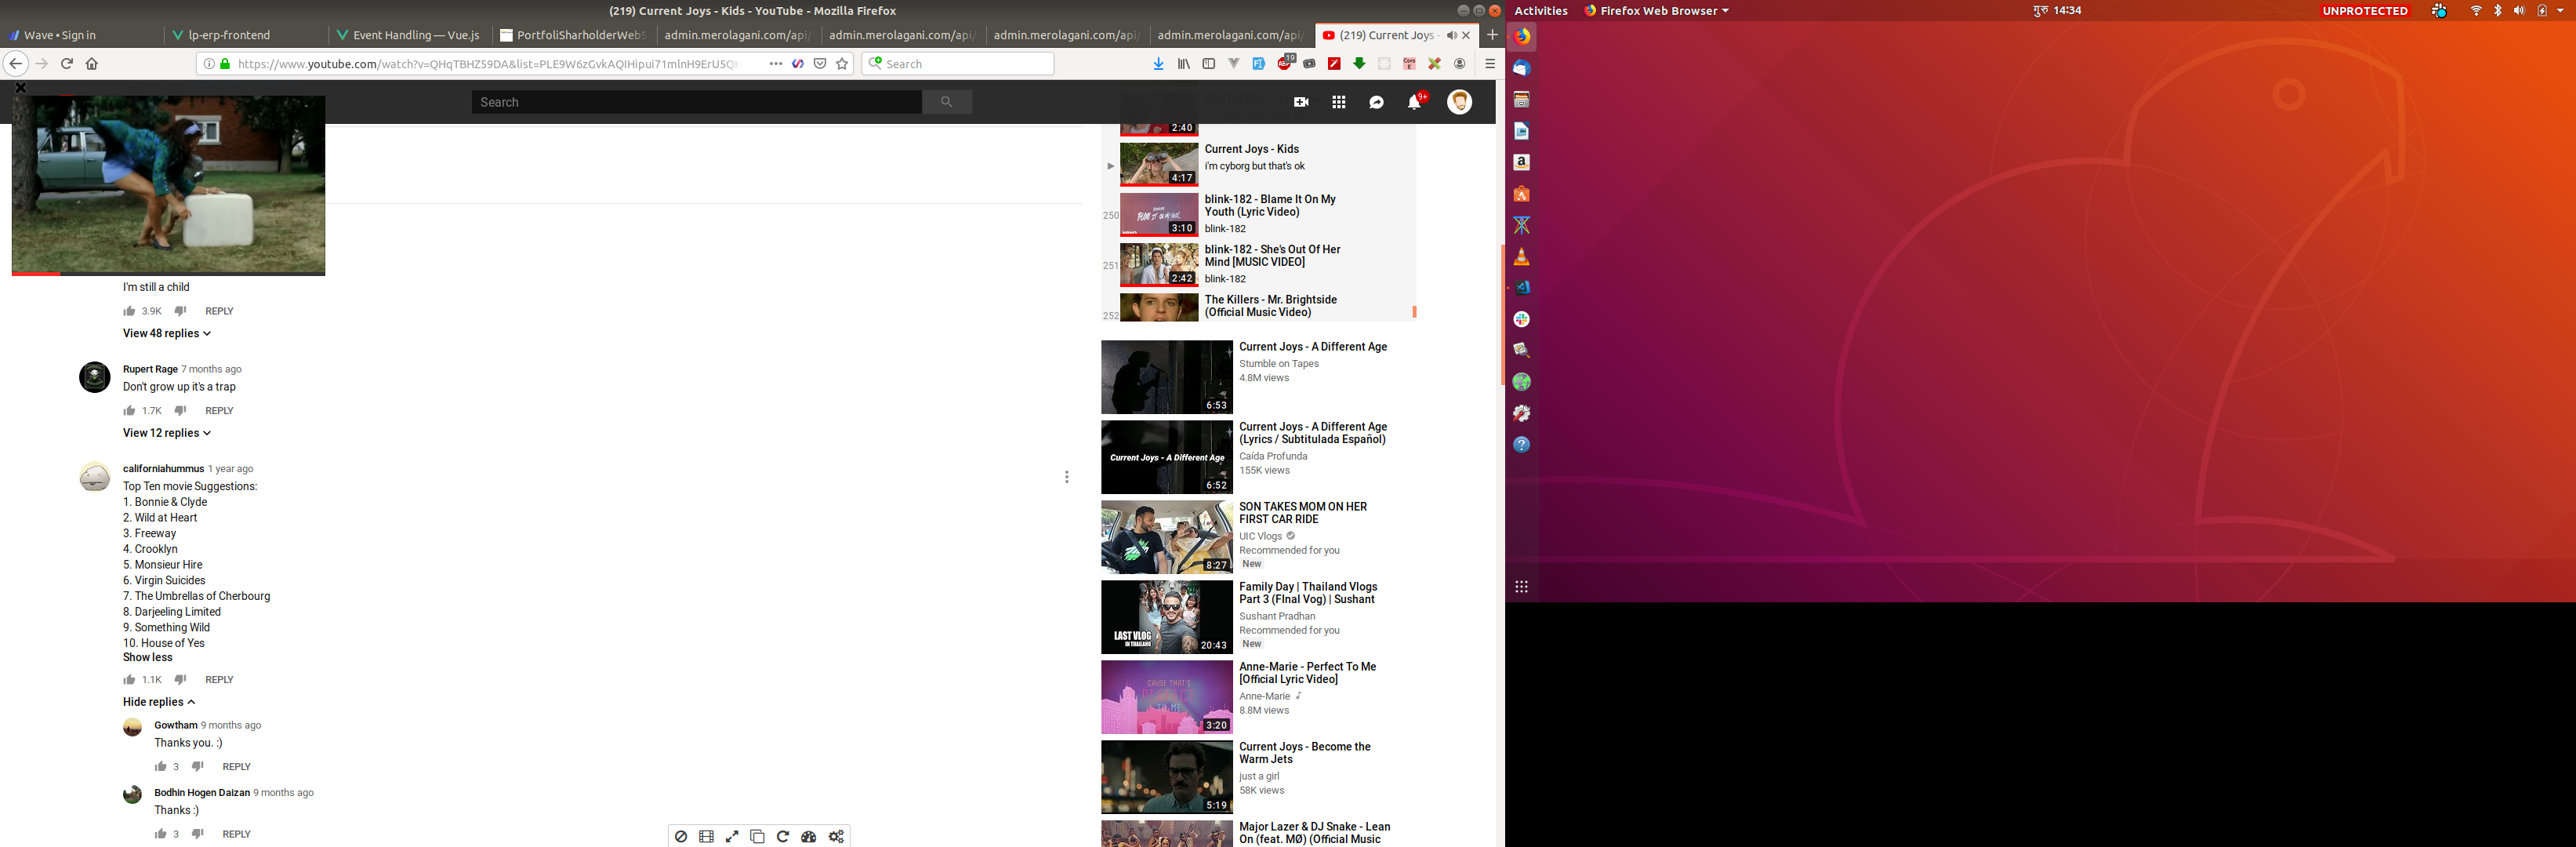 (219) Current Joys - Kids - YouTube - Mozilla Firefox
Activities
Firefox Web Browser
गुरु 14:34
UNPROTECTED
Wave • Sign in
lp-erp-frontend
Event Handling — Vue.js
PortfoliSharholderWebS
admin.merolagani.com/api/
admin.merolagani.com/api/
admin.merolagani.com/api/
admin.merolagani.com/api/
(219) Current Joys -
https://www.youtube.com/watch?v=QHqTBHZ59DA&list=PLE9W6zGvkAQIHipui71mlnH9ErU5Q
Search
19
Search
9+
I'm still a child
3.9K
REPLY
View 48 replies
Rupert Rage 7 months ago
Don't grow up it's a trap
1.7K
REPLY
View 12 replies
californiahummus 1 year ago
Top Ten movie Suggestions:
1. Bonnie & Clyde
2. Wild at Heart
3. Freeway
4. Crooklyn
5. Monsieur Hire
6. Virgin Suicides
7. The Umbrellas of Cherbourg
8. Darjeeling Limited
9. Something Wild
10. House of Yes
Show less
1.1K
REPLY
Hide replies
Gowtham 9 months ago
Thanks you. :)
3
REPLY
Bodhin Hogen Daizan 9 months ago
Thanks :)
3
REPLY
2:40
Current Joys - Kids
i'm cyborg but that's ok
4:17
250
blink-182 - Blame It On My
Youth (Lyric Video)
blink-182
3:10
251
blink-182 - She's Out Of Her
Mind [MUSIC VIDEO]
blink-182
2:42
252
The Killers - Mr. Brightside
(Official Music Video)
Current Joys - A Different Age
Stumble on Tapes
4.8M views
6:53
Current Joys - A Different Age
(Lyrics / Subtitulada Español)
Caída Profunda
155K views
Current Joys - A Different Age
6:52
SON TAKES MOM ON HER
FIRST CAR RIDE
UIC Vlogs
Recommended for you
New
8:27
Family Day | Thailand Vlogs
Part 3 (FInal Vog) | Sushant
Sushant Pradhan
Recommended for you
New
LAST VLOG
IN THAILAND
20:43
Anne-Marie - Perfect To Me
[Official Lyric Video]
Anne-Marie
8.8M views
CAUSE THAT'S
PERFECT
TO ME
3:20
Current Joys - Become the
Warm Jets
just a girl
58K views
5:19
Major Lazer & DJ Snake - Lean
On (feat. MØ) (Official Music